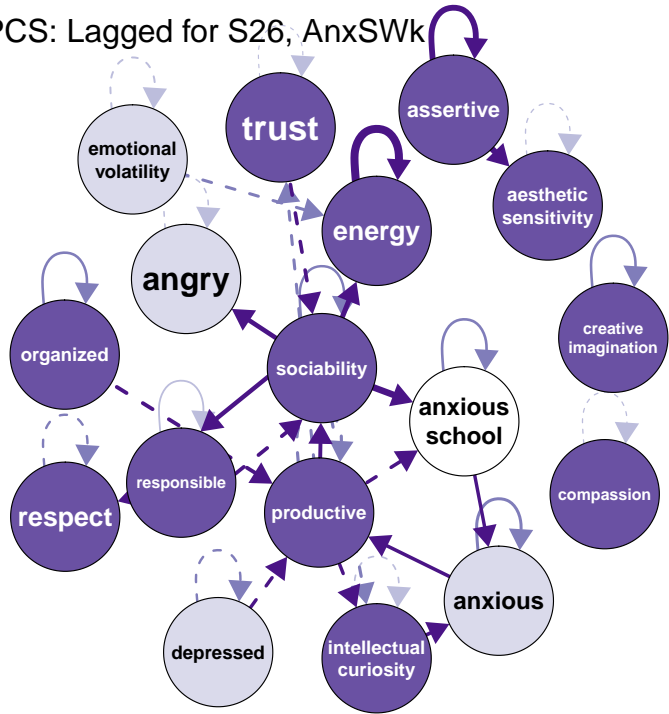 PCS: Lagged for S26, AnxSWk
trust
assertive
emotional
volatility
aesthetic
sensitivity
energy
angry
creative
imagination
organized
sociability
anxious
school
responsible
respect
productive
compassion
depressed
intellectual
curiosity
anxious